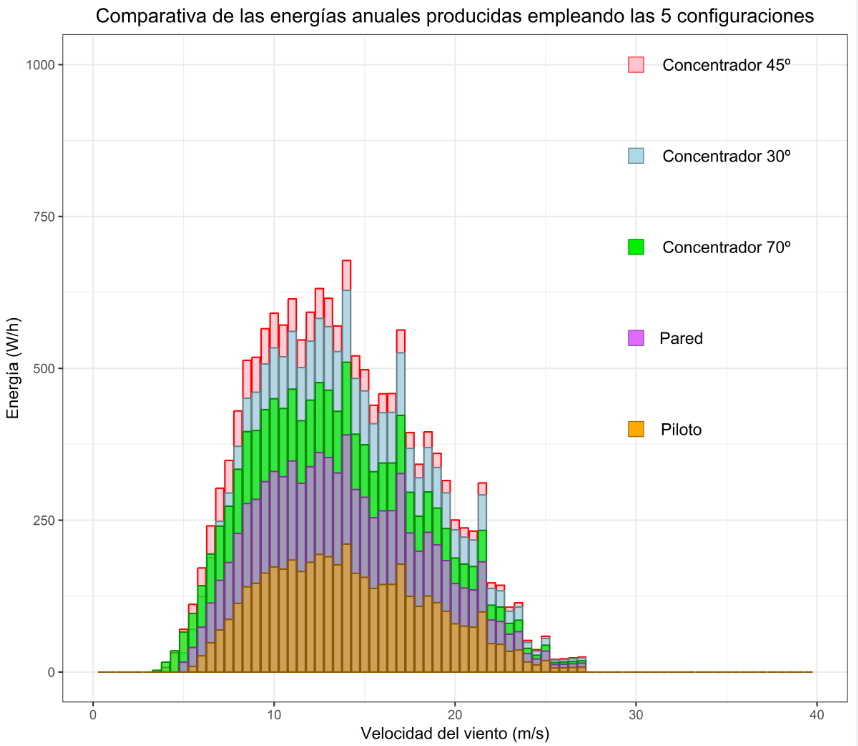 Comparativa de las energías anuales producidas empleando las 5 configuraciones
1000
750
500
250
0
Energía (W/h)
Concentrador 45º
Concentrador 30º
Concentrador 70º
Pared
Piloto
0
10
20
30
40
Velocidad del viento (m/s)